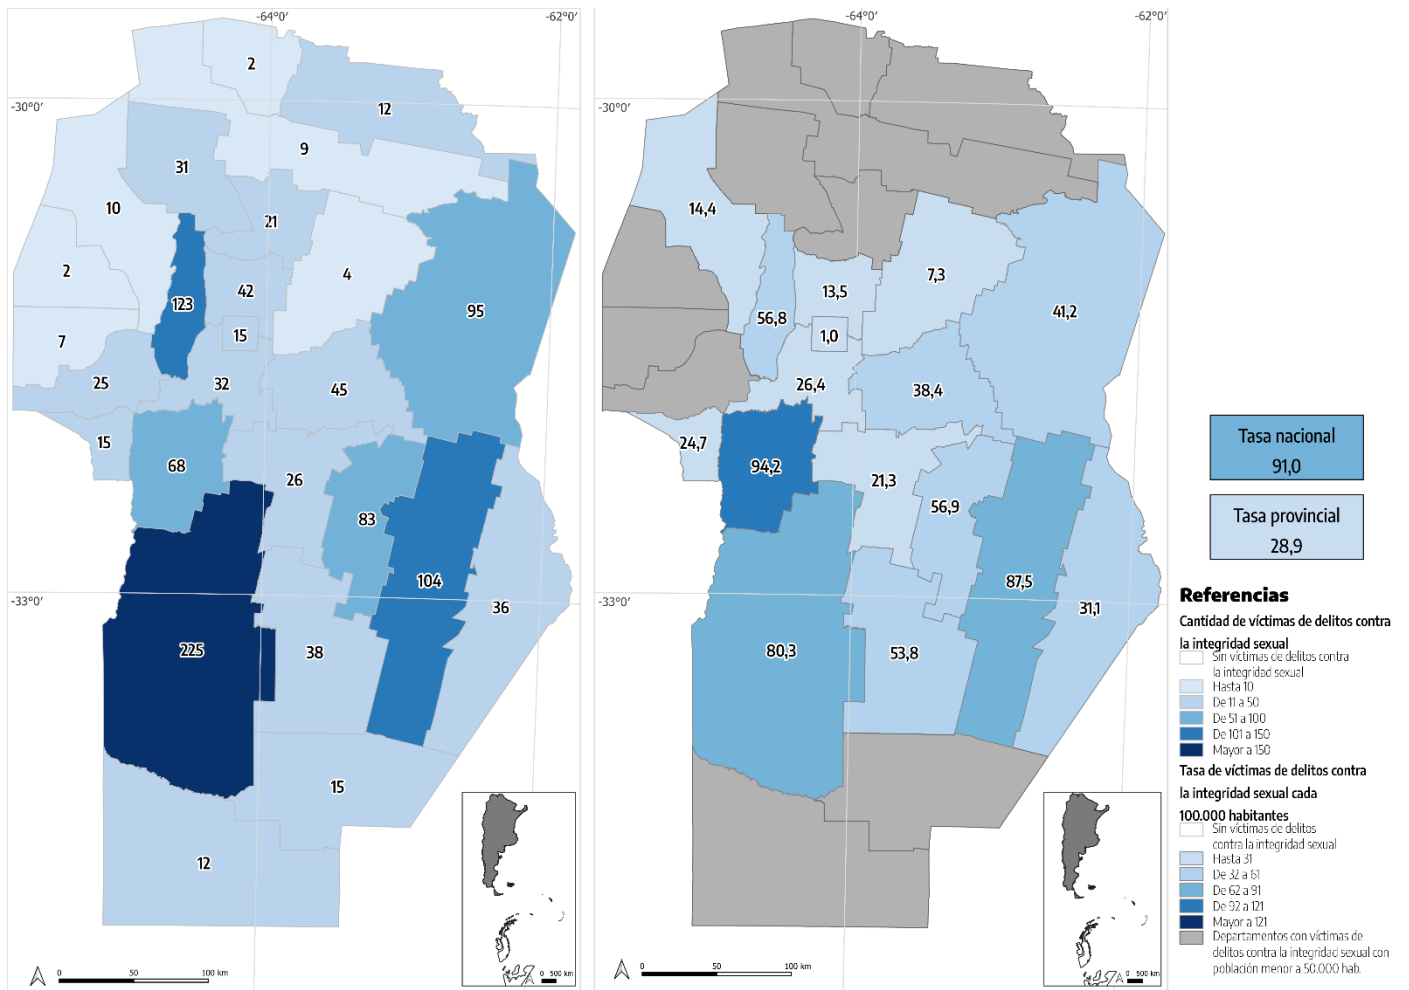 -64°0'
-62°0'
-30°0'
-33°0'
2
12
9
31
10
21
2
4
123
42
95
7
15
25
32
45
15
68
26
83
104
36
225
38
15
12
0
50
100 km
0 500 km
-64°0'
-62°0'
-30°0'
-33°0'
14,4
7,3
13,5
41,2
56,8
1,0
26,4
38,4
24,7
94,2
21,3
56,9
87,5
31,1
80,3
53,8
0
50
100 km
0 500 km
Tasa nacional
91,0
Tasa provincial
28,9
Referencias
Cantidad de víctimas de delitos contra
la integridad sexual
Sin víctimas de delitos contra
la integridad sexual
Hasta 10
De 11 a 50
De 51 a 100
De 101 a 150
Mayor a 150
Tasa de víctimas de delitos contra
la integridad sexual cada
100.000 habitantes
Sin víctimas de delitos
contra la integridad sexual
Hasta 31
De 32 a 61
De 62 a 91
De 92 a 121
Mayor a 121
Departamentos con víctimas de
delitos contra la integridad sexual con
población menor a 50.000 hab.